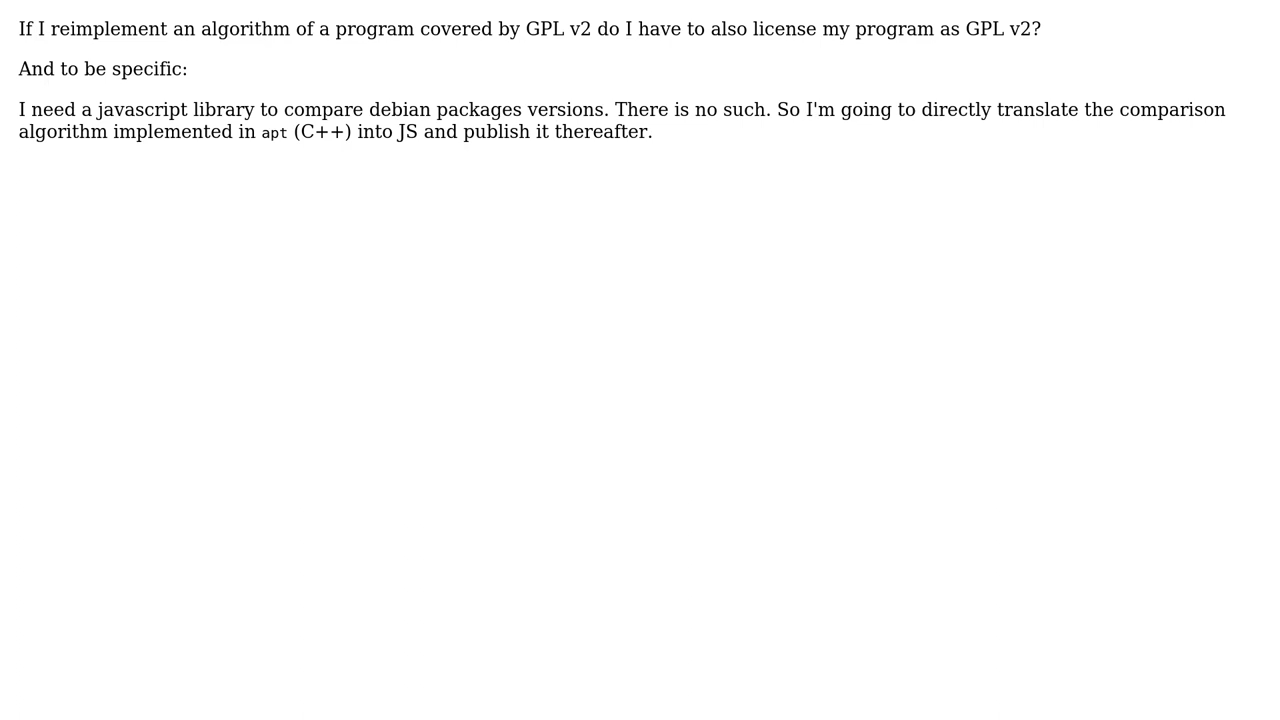 If I reimplement an algorithm of a program covered by GPL v2 do I have to also license my program as GPL v2?
And to be specific:
I need a javascript library to compare debian packages versions. There is no such. So I'm going to directly translate the comparison
algorithm implemented in apt (C++) into JS and publish it thereafter.